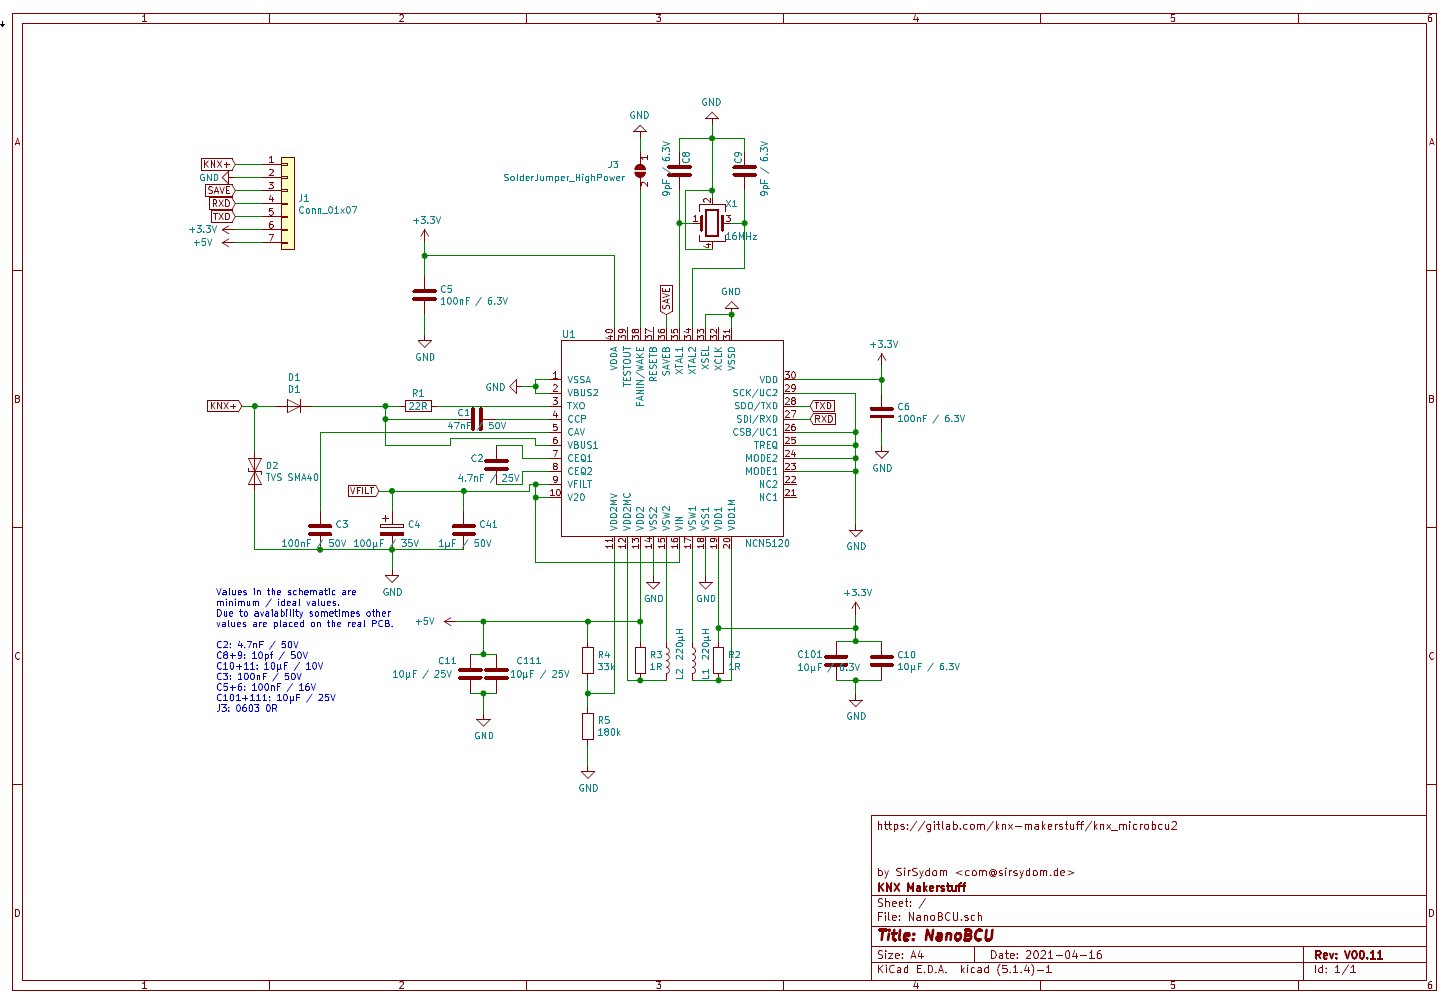 1
2
3
4
5
6
A
A
B
B
C
C
D
D
KNX+
GND
SAVE
RXD
TXD
+3.3V
+5V
1
2
3
4
5
6
7
J1
Conn_01x07
GND
J3
SolderJumper_HighPower
1
2
GND
C8
9pF / 6.3V
C9
9pF / 6.3V
X1
16MHz
1
2
3
4
+3.3V
C5
100nF / 6.3V
GND
SAVE
GND
U1
40
39
38
37
36
35
34
33
32
31
VDDA
TESTOUT
FANIN/WAKE
RESETB
SAVEB
XTAL1
XTAL2
XSEL
XCLK
VSSD
GND
1 VSSA
2 VBUS2
3 TXO
4 CCP
5 CAV
6 VBUS1
7 CEQ1
8 CEQ2
9 VFILT
10 V20
VDD 30
SCK/UC2 29
SDO/TXD 28
SDI/RXD 27
CSB/UC1 26
TREQ 25
MODE2 24
MODE1 23
NC2 22
NC1 21
VDD2MV
VDD2MC
VDD2
VSS2
VSW2
VIN
VSW1
VSS1
VDD1
VDD1M
11
12
13
14
15
16
17
18
19
20
NCN5120
TXD
RXD
+3.3V
C6
100nF / 6.3V
GND
GND
KNX+
D1
D1
R1
22R
C1
47nF / 50V
C2
4.7nF / 25V
D2
TVS SMA40
VFILT
C3
100nF / 50V
C4
100µF / 35V
C41
1µF / 50V
GND
GND
GND
Values in the schematic are
minimum / ideal values.
Due to avalability sometimes other
values are placed on the real PCB.
C2: 4.7nF / 50V
C8+9: 10pf / 50V
C10+11: 10µF / 10V
C3: 100nF / 50V
C5+6: 100nF / 16V
C101+111: 10µF / 25V
J3: 0603 0R
+5V
C11
10µF / 25V
C111
10µF / 25V
GND
R4
33k
R5
180k
GND
R3
1R
L2 220µH
L1 220µH
R2
1R
+3.3V
C101
10µF / 6.3V
C10
10µF / 6.3V
GND
https://gitlab.com/knx-makerstuff/knx_microbcu2
by SirSydom <com@sirsydom.de>
KNX Makerstuff
Sheet: /
File: NanoBCU.sch
Title: NanoBCU
Size: A4
Date: 2021-04-16
Rev: V00.11
KiCad E.D.A. kicad (5.1.4)-1
Id: 1/1
1
2
3
4
5
6